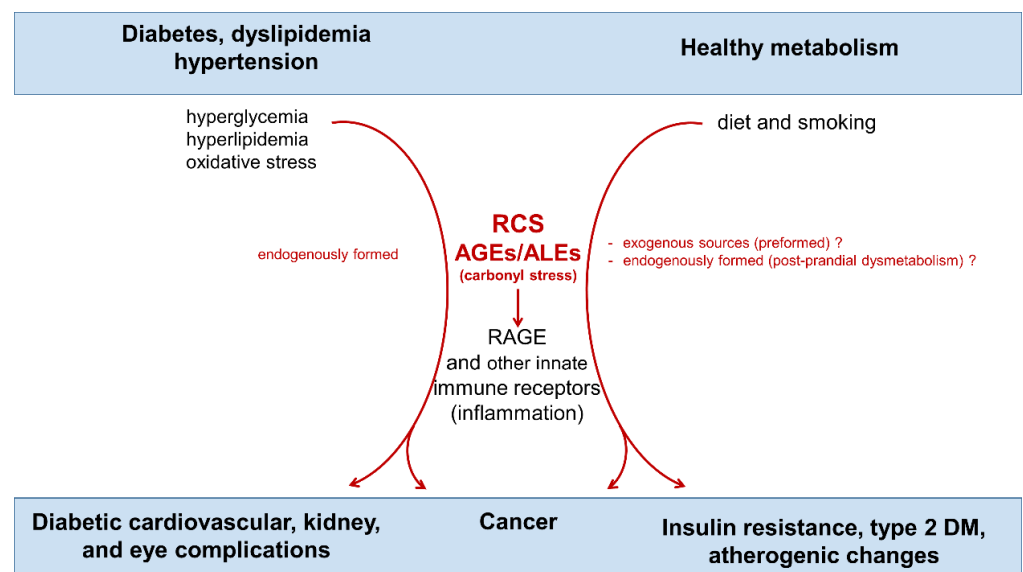 Diabetes, dyslipidemia
hypertension
Healthy metabolism
hyperglycemia
hyperlipidemia
oxidative stress
diet and smoking
endogenously formed
RCS
AGEs/ALEs
(carbonyl stress)
- exogenous sources (preformed) ?
- endogenously formed (post-prandial dysmetabolism) ?
RAGE
and other innate
immune receptors
(inflammation)
Diabetic cardiovascular, kidney,
and eye complications
Cancer
Insulin resistance, type 2 DM,
atherogenic changes